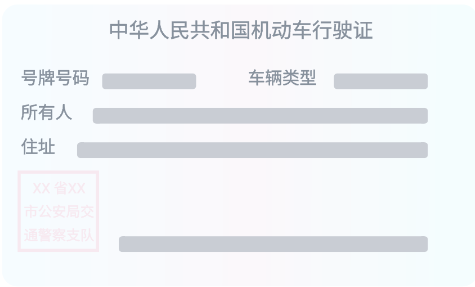 中华人民共和国机动车行驶证
号牌号码 车辆类型
所有人
住址
XX 省XX
市公安局交
通警察支队